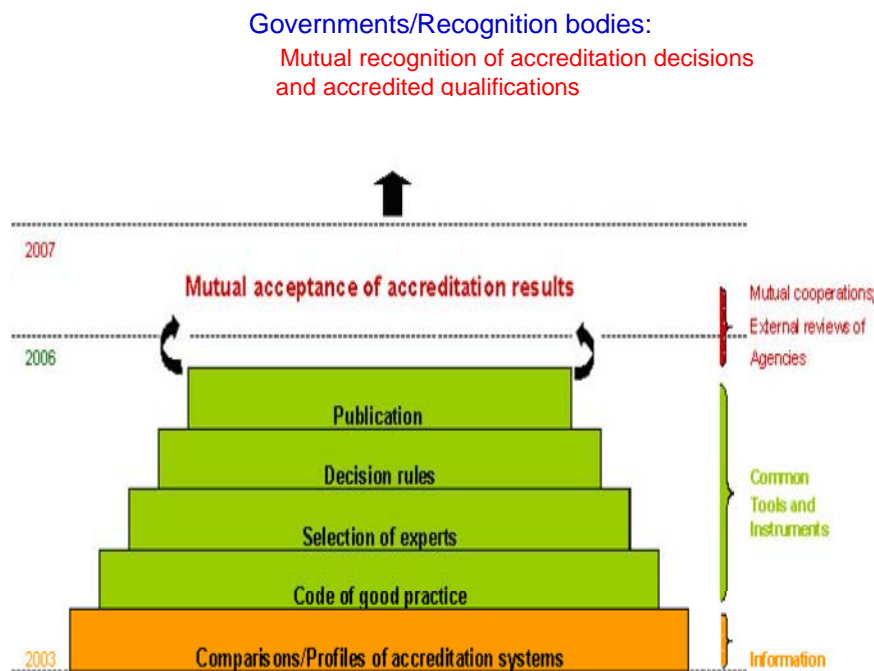 Governments/Recognition bodies:
Mutual recognition of accreditation decisions
and accredited qualifications
2007
Mutual acceptance of accreditation results
Mutual cooperations;
External reviews of
Agencies
2006
Publication
Decision rules
Selection of experts
Code of good practice
Common
Tools and
Instruments
2003
Comparisons/Profiles of accreditation systems
Information